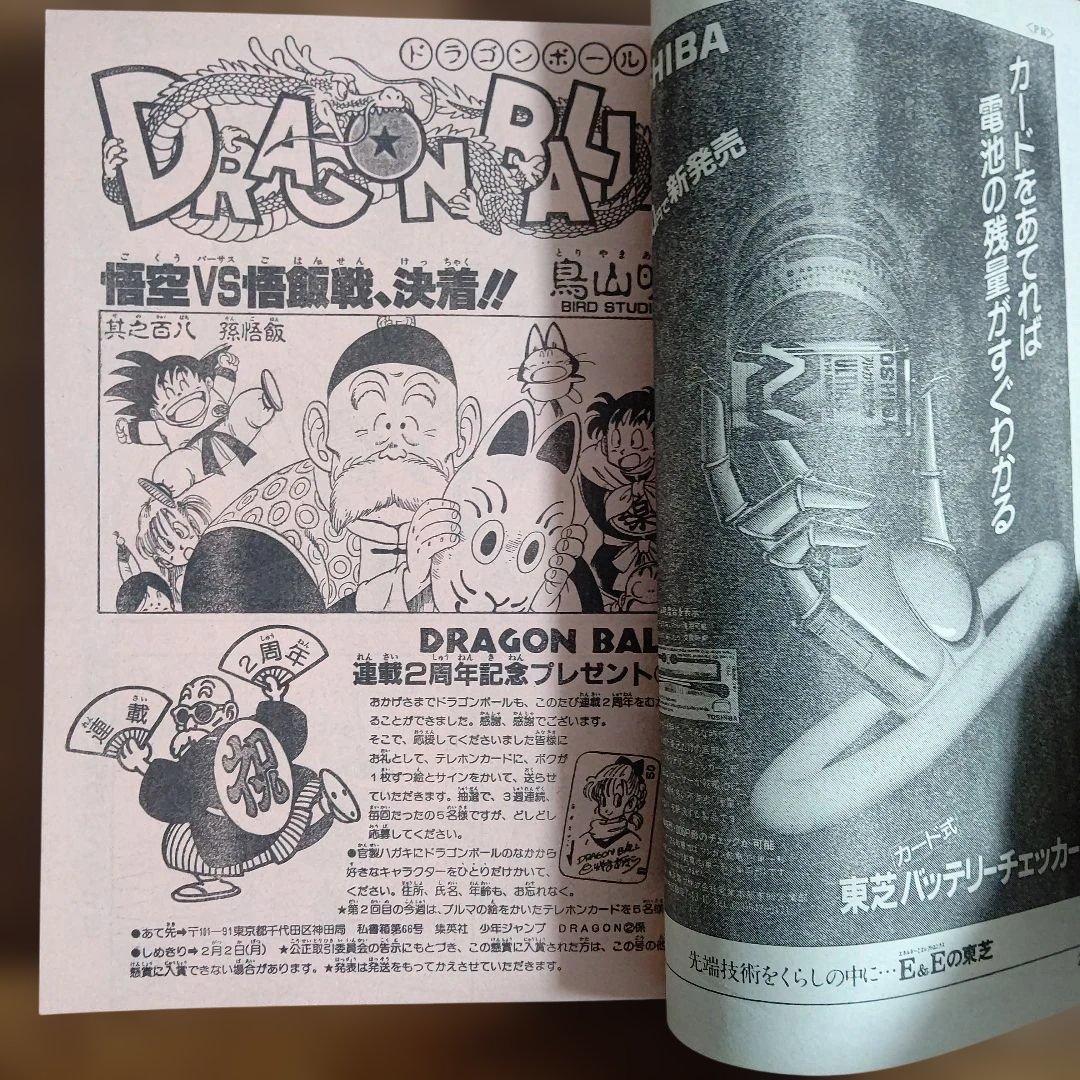 ドラゴンボール
DRAGON BALL
悟空VS悟飯戦、決着!!
鳥山明
BIRD STUDI
其之百八 孫悟飯
連載
2周年
祝
DRAGON BALL
連載2周年記念プレゼント
おかげさまでドラゴンボールも、このたび連載2周年をむか
ることができました。感謝、感謝でございます。
そこで、応援してくださいました皆様に
お礼として、テレホンカードに、ボクが
1枚ずつ絵とサインをかいて、送らせ
ていただきます。抽選で、3週連続、
毎回たったの5名様ですが、どしどし
応募してください。
50
DRAGON BALL
●官製ハガキにドラゴンボールのなかから
好きなキャラクターをひとりだけかいて、
ください。住所、氏名、年齢も、お忘れなく。
★第2回目の今週は、ブルマの絵をかいたテレホンカードを5名様
●あて先→〒101-91東京都千代田区神田局 私書箱第66号 集英社 少年ジャンプ DRAGON②係
●しめきり→2月2日(月) ★公正取引委員会の告示にもとづき、この懸賞に入賞された方は、この号の他
懸賞に入賞できない場合があります。★発表は発送をもってかえさせていただきます。
〈PR〉
HIBA
新発売
カードをあてれば
電池の残量がすぐわかる
TOSHIBA
カード式
東芝バッテリーチェッカー
先端技術をくらしの中に…E&Eの東芝